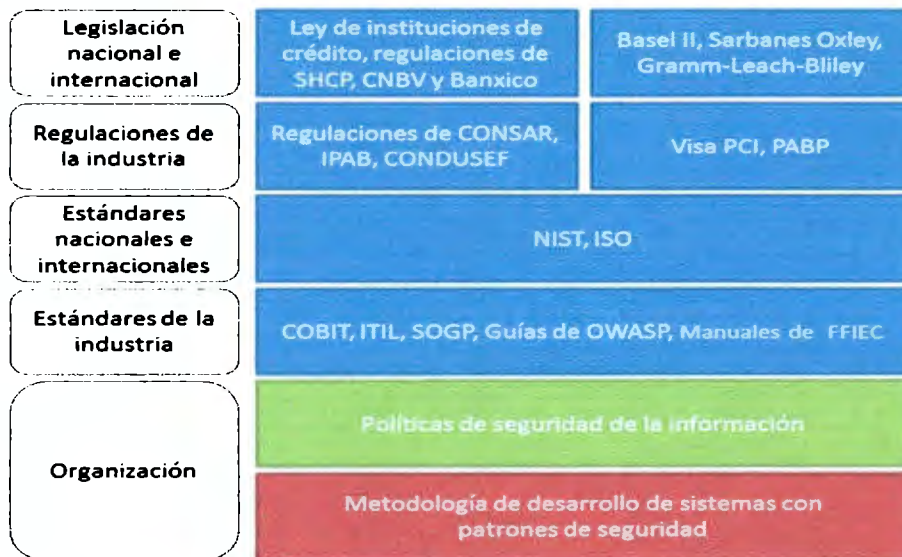 Legislación
nacional e
internacional
Ley de instituciones de
crédito, regulaciones de
SHCP, CNBV y Banxico
Basel II, Sarbanes Oxley,
Gramm-Leach-Bliley
Regulaciones de
la industria
Regulaciones de CONSAR,
IPAB, CONDUSEF
Visa PCI, PABP
Estándares
nacionales e
internacionales
NIST, ISO
Estándares de la
industria
COBIT, ITIL, SOGP, Guías de OWASP, Manuales de FFIEC
Organización
Políticas de seguridad de la información
Metodología de desarrollo de sistemas con
patrones de seguridad